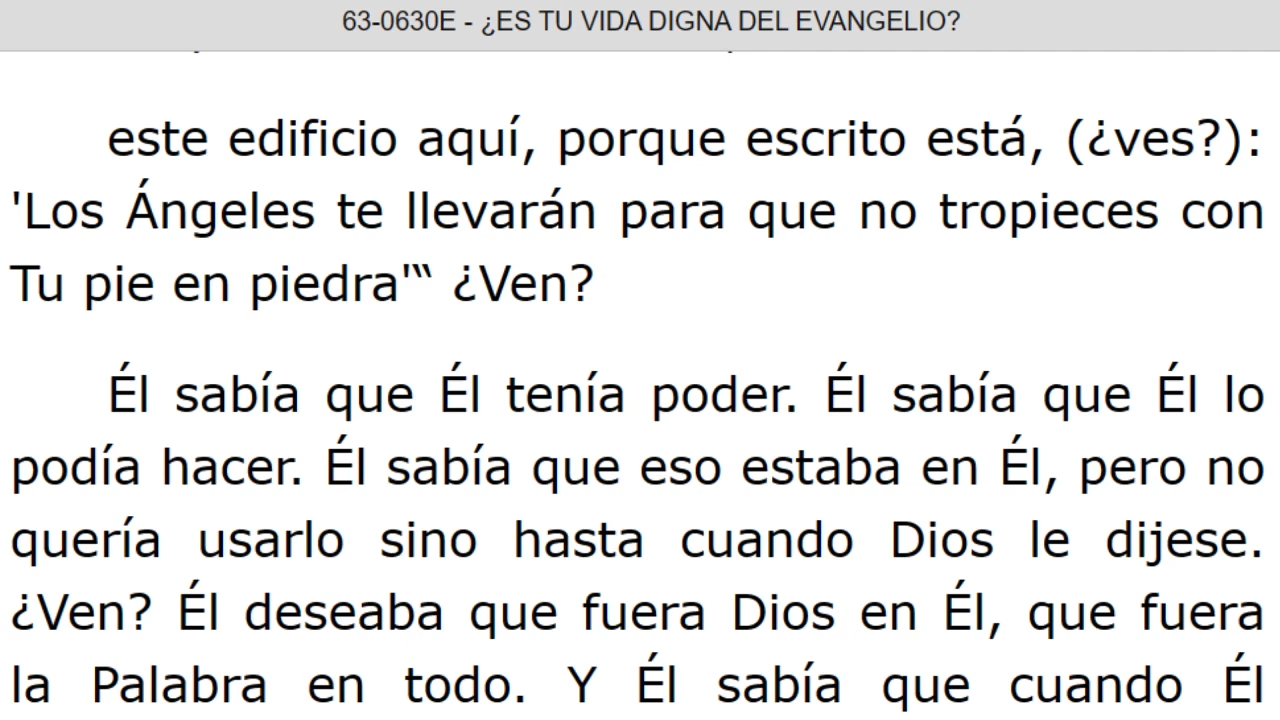 63-0630E - ¿ES TU VIDA DIGNA DEL EVANGELIO?
este edificio aquí, porque escrito está, (¿ves?):
'Los Ángeles te llevarán para que no tropieces con
Tu pie en piedra'“ ¿Ven?
Él sabía que Él tenía poder. Él sabía que Él lo
podía hacer. Él sabía que eso estaba en Él, pero no
quería usarlo sino hasta cuando Dios le dijese.
¿Ven? Él deseaba que fuera Dios en Él, que fuera
la Palabra en todo. Y Él sabía que cuando Él